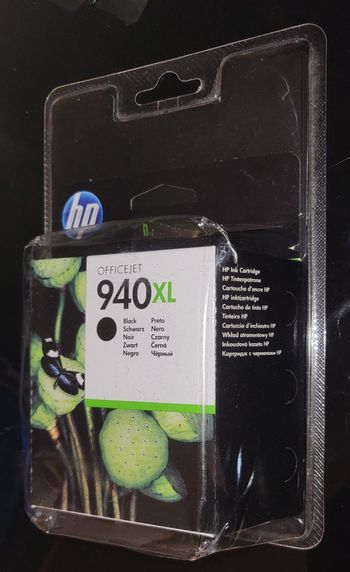 hp
OFFICEJET
940XL
Black Preto
Schwarz Nero
Noir Czarny
Zwart Černá
Negro Чёрный
HP Ink Cartridge
HP Tintenpatrone
Cartouche d'encre HP
HP inktcartridge
Cartucho de tinta HP
Tinteiro HP
Cartuccia d'inchiostro HP
Wkład atramentowy HP
Inkoustová kazeta HP
Картридж с чернилами HP